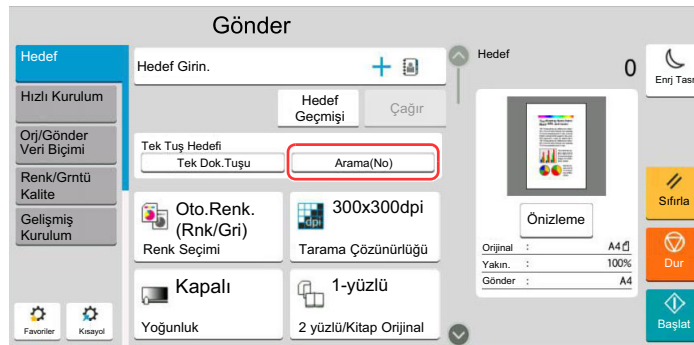 Gönder
Hedef
Hızlı Kurulum
Orj/Gönder
Veri Biçimi
Renk/Grntü
Kalite
Gelişmiş
Kurulum
Favoriler
Kısayol
Hedef Girin.
Hedef
Geçmişi
Çağır
Tek Tuş Hedefi
Tek Dok.Tuşu
Arama(No)
Oto.Renk.
(Rnk/Gri)
Renk Seçimi
300x300dpi
Tarama Çözünürlüğü
Kapalı
Yoğunluk
1-yüzlü
2 yüzlü/Kitap Orijinal
Hedef
0
Önizleme
Orijinal : A4
Yakın. : 100%
Gönder : A4
Enrj Tasr
Sıfırla
Dur
Başlat